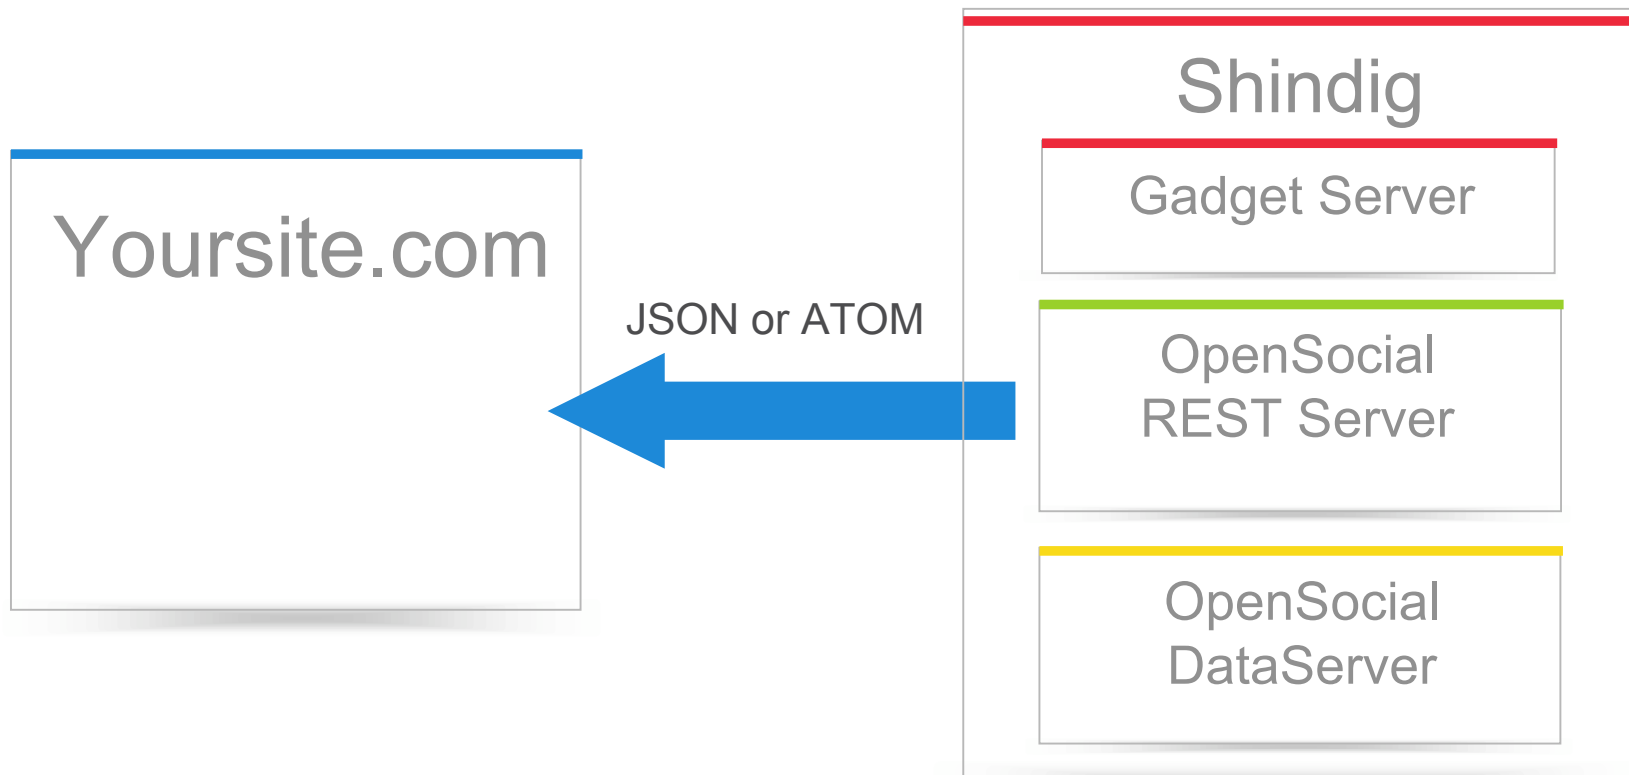 Shindig
Gadget Server
Yoursite.com
JSON or ATOM
OpenSocial
REST Server
OpenSocial
DataServer